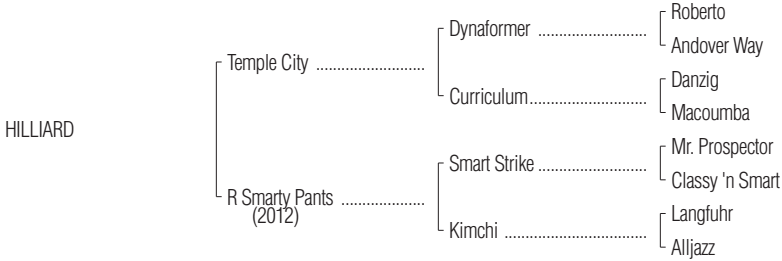 Roberto
Dynaformer ..........................
Andover Way
Temple City ..........................
Danzig
Curriculum............................
Macoumba
HILLIARD
Mr. Prospector
Smart Strike ..........................
Classy 'n Smart
R Smarty Pants ....................
(2012)
Langfuhr
Kimchi ..................................
Alljazz